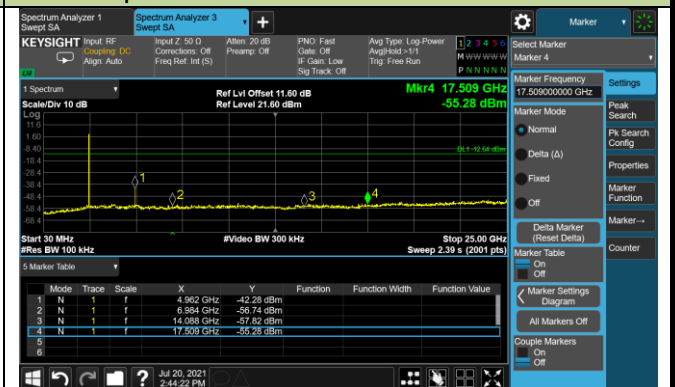 Spectrum Analyzer 1
Swept SA
Spectrum Analyzer 3
Swept SA
Marker
KEYSIGHT
Input: RF
Coupling: DC
Align: Auto
Input Z: 50 Ω
Corrections: Off
Freq Ref: Int (S)
Atten: 20 dB
Preamp: Off
PNO: Fast
Gate: Off
IF Gain: Low
Sig Track: Off
Avg Type: Log-Power
Avg|Hold:>1/1
Trig: Free Run
1 2 3 4 5 6
M W W W W W
P N N N N N
LXI
Select Marker
Marker 4
1 Spectrum
Scale/Div 10 dB
Log
Ref Lvl Offset 11.60 dB
Ref Level 21.60 dBm
Mkr4 17.509 GHz
-55.28 dBm
11.6
1.60
-8.40
-18.4
-28.4
-38.4
-48.4
-58.4
-68.4
DL1 -12.64 dBm
1
2
3
4
Start 30 MHz
#Res BW 100 kHz
#Video BW 300 kHz
Stop 25.00 GHz
Sweep 2.39 s (2001 pts)
5 Marker Table
Mode Trace Scale X Y Function Function Width Function Value
1 N 1 f 4.962 GHz -42.28 dBm
2 N 1 f 6.984 GHz -56.74 dBm
3 N 1 f 14.088 GHz -57.82 dBm
4 N 1 f 17.509 GHz -55.28 dBm
5
6
Jul 20, 2021
2:44:22 PM
Marker Frequency
17.509000000 GHz
Marker Mode
Normal
Delta (Δ)
Fixed
Off
Delta Marker
(Reset Delta)
Marker Table
On
Off
Marker Settings
Diagram
All Markers Off
Couple Markers
On
Off
Settings
Peak
Search
Pk Search
Config
Properties
Marker
Function
Marker→
Counter